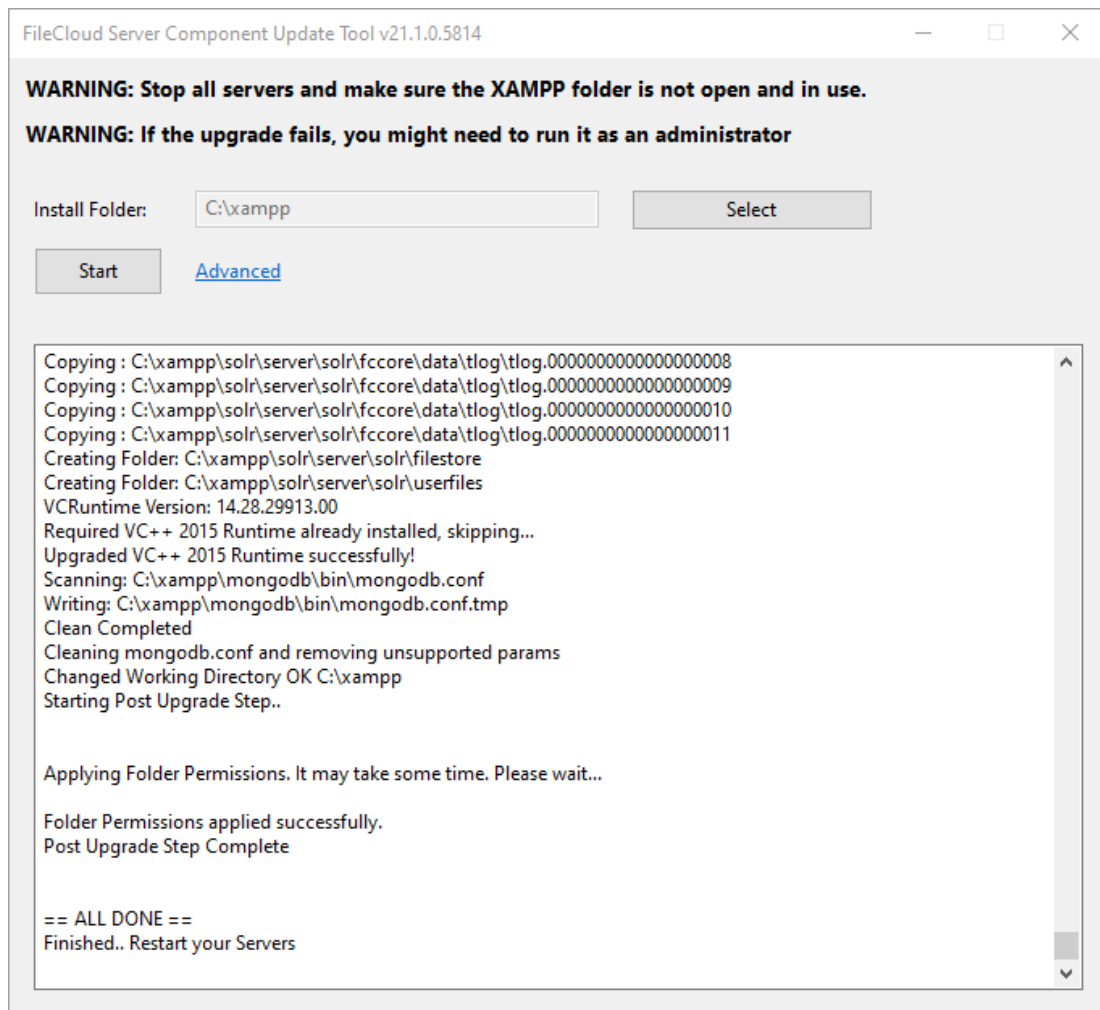 FileCloud Server Component Update Tool v21.1.0.5814
WARNING: Stop all servers and make sure the XAMPP folder is not open and in use.
WARNING: If the upgrade fails, you might need to run it as an administrator
Install Folder: C:\xampp Select
Start Advanced
Copying : C:\xampp\solr\server\solr\fccore\data\tlog\tlog.0000000000000000008
Copying : C:\xampp\solr\server\solr\fccore\data\tlog\tlog.0000000000000000009
Copying : C:\xampp\solr\server\solr\fccore\data\tlog\tlog.0000000000000000010
Copying : C:\xampp\solr\server\solr\fccore\data\tlog\tlog.0000000000000000011
Creating Folder: C:\xampp\solr\server\solr\filestore
Creating Folder: C:\xampp\solr\server\solr\userfiles
VCRuntime Version: 14.28.29913.00
Required VC++ 2015 Runtime already installed, skipping...
Upgraded VC++ 2015 Runtime successfully!
Scanning: C:\xampp\mongodb\bin\mongodb.conf
Writing: C:\xampp\mongodb\bin\mongodb.conf.tmp
Clean Completed
Cleaning mongodb.conf and removing unsupported params
Changed Working Directory OK C:\xampp
Starting Post Upgrade Step..
Applying Folder Permissions. It may take some time. Please wait...
Folder Permissions applied successfully.
Post Upgrade Step Complete
== ALL DONE ==
Finished.. Restart your Servers